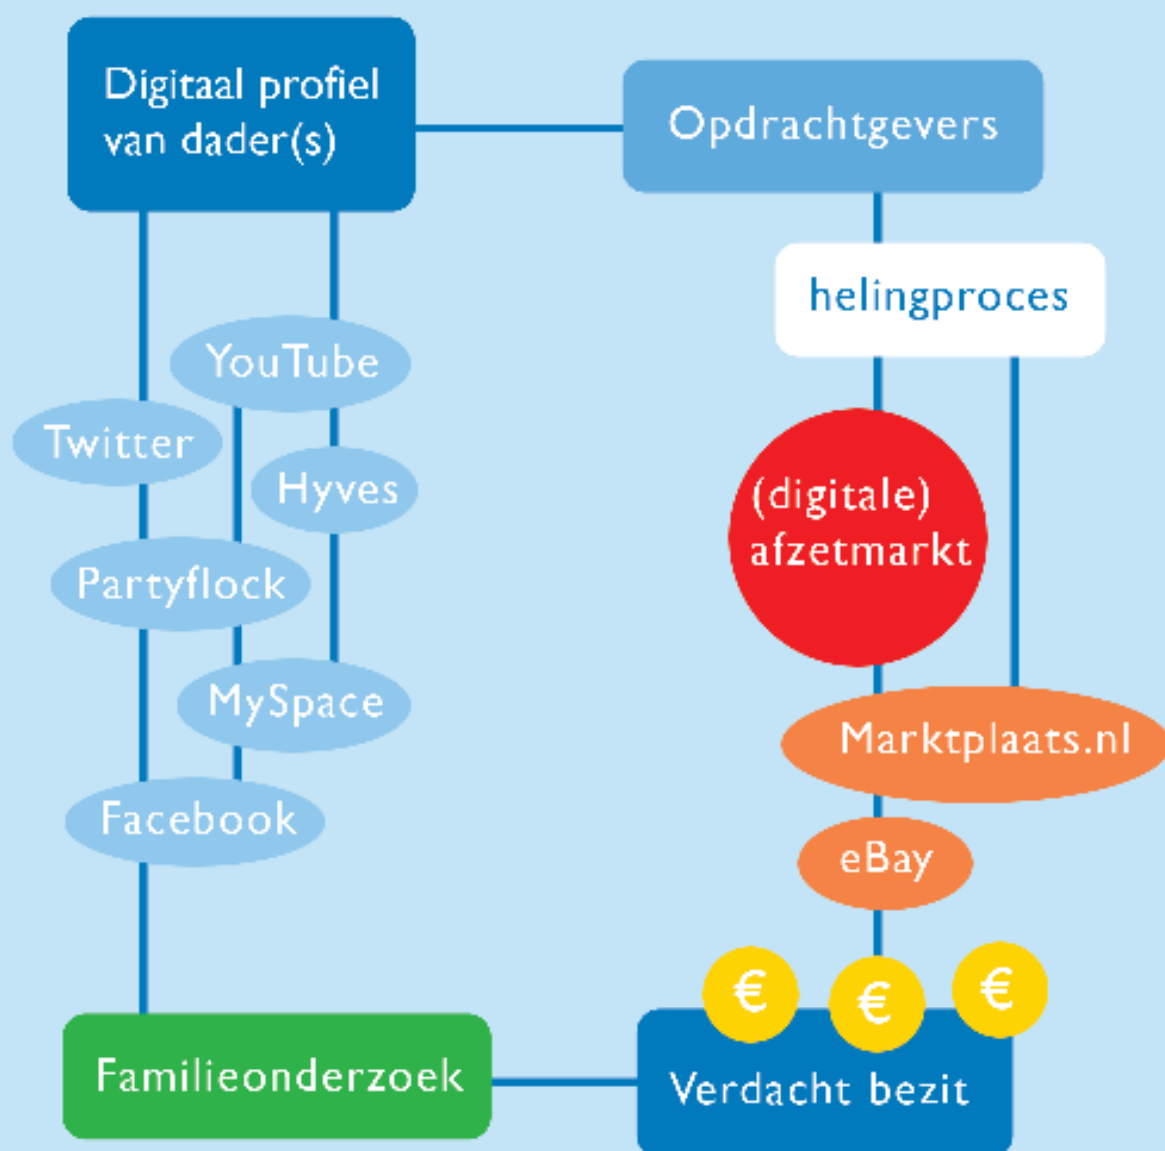 Digitaal profiel
van dader(s)
Opdrachtgevers
helingproces
YouTube
Twitter
Hyves
(digitale)
afzetmarkt
Partyflock
MySpace
Marktplaats.nl
Facebook
eBay
€ € €
Familieonderzoek
Verdacht bezit